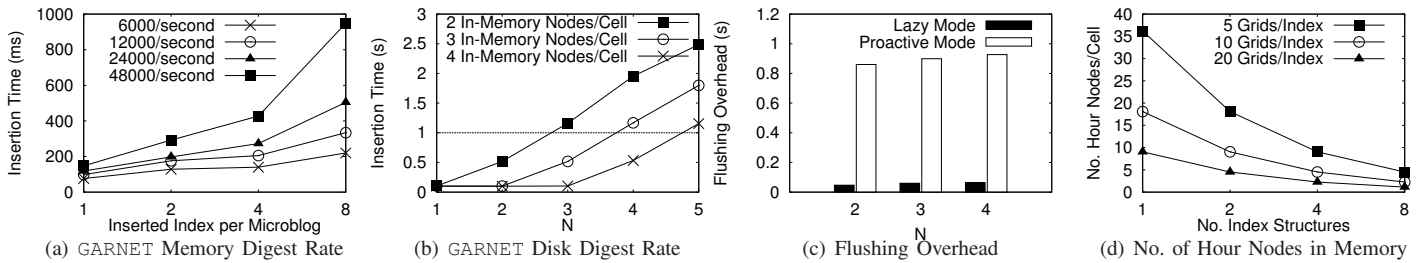 Insertion Time (ms)
1000
800
600
400
200
0
6000/second
12000/second
24000/second
48000/second
1 2 4 8
Inserted Index per Microblog
(a) GARNET Memory Digest Rate
Insertion Time (s)
3
2.5
2
1.5
1
0.5
0
2 In-Memory Nodes/Cell
3 In-Memory Nodes/Cell
4 In-Memory Nodes/Cell
1 2 3 4 5
N
(b) GARNET Disk Digest Rate
Flushing Overhead (s)
1.2
1
0.8
0.6
0.4
0.2
0
Lazy Mode
Proactive Mode
2 3 4
N
(c) Flushing Overhead
No. Hour Nodes/Cell
40
35
30
25
20
15
10
5
0
5 Grids/Index
10 Grids/Index
20 Grids/Index
1 2 4 8
No. Index Structures
(d) No. of Hour Nodes in Memory